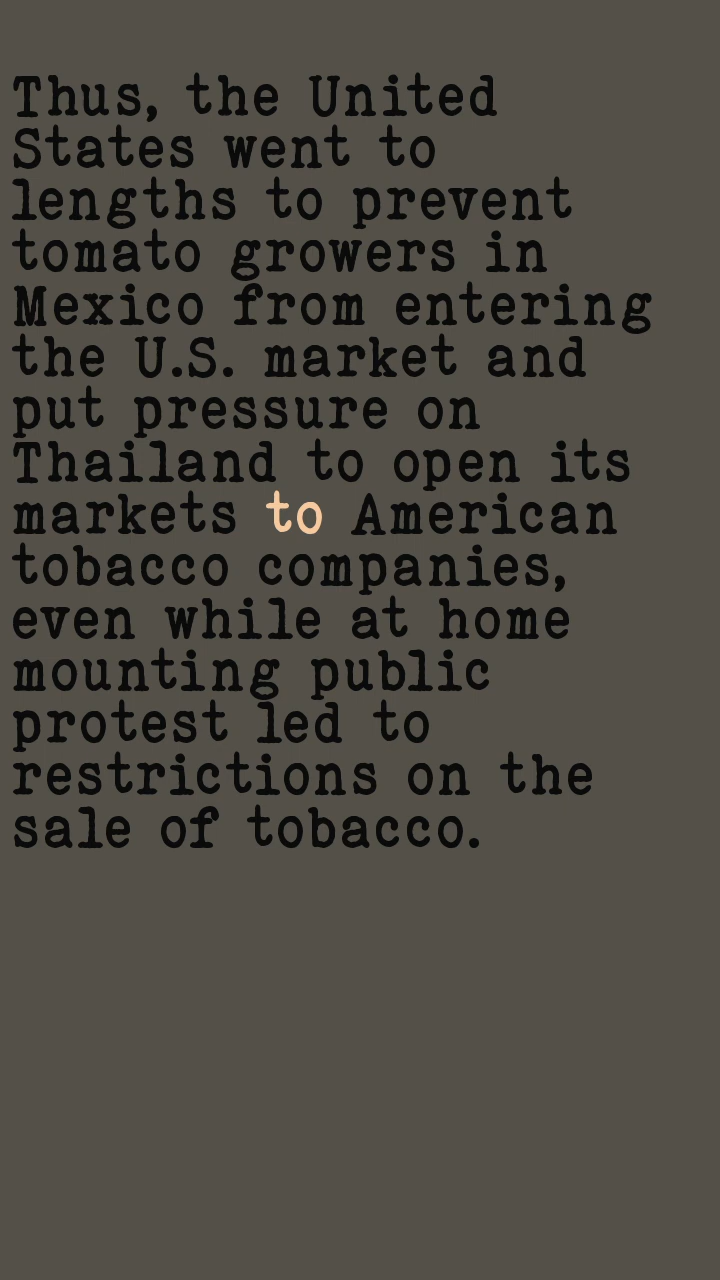 Thus, the United
States went to
lengths to prevent
tomato growers in
Mexico from entering
the U.S. market and
put pressure on
Thailand to open its
markets to American
tobacco companies,
even while at home
mounting public
protest led to
restrictions on the
sale of tobacco.